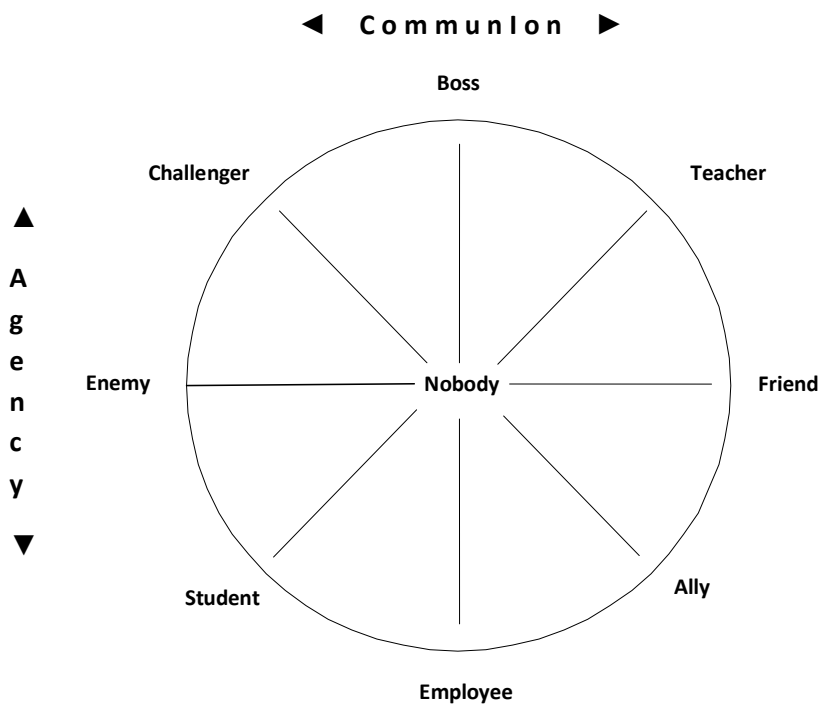 ◄ CommunIon ►
Boss
Challenger
Teacher
▲
A
g
e
n
c
y
▼
Enemy
Nobody
Friend
Student
Ally
Employee